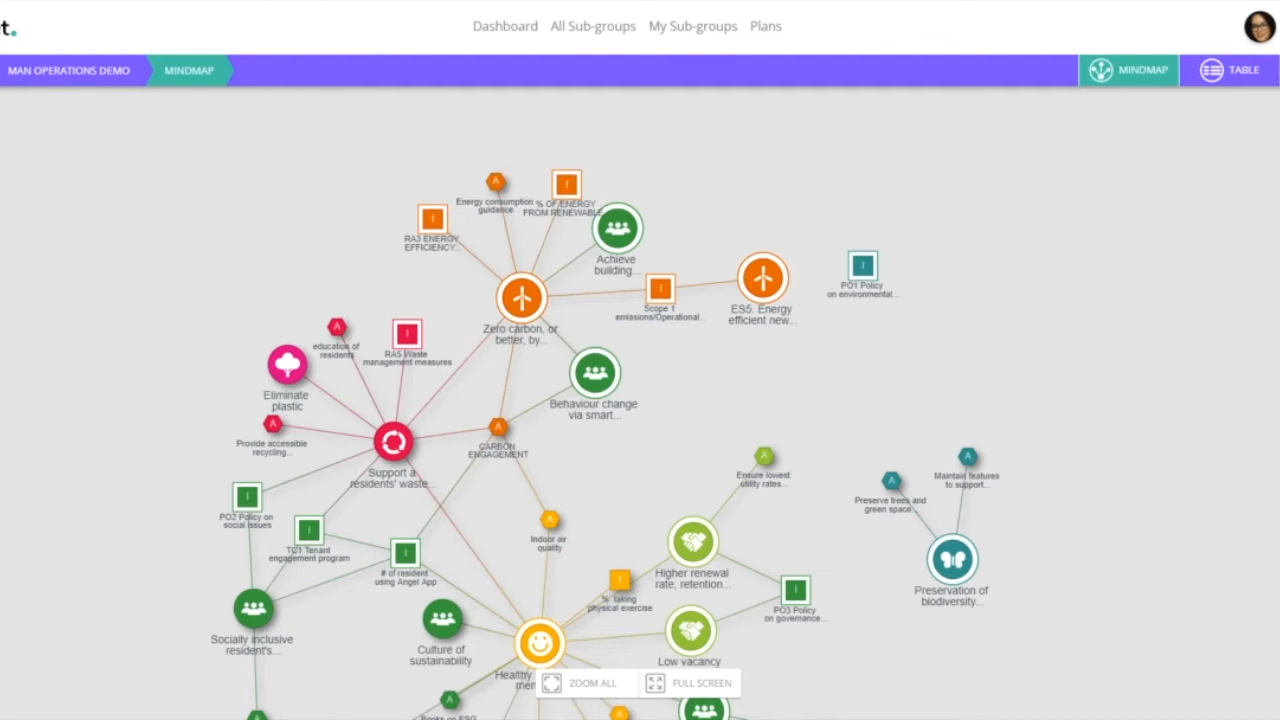 t.
Dashboard All Sub-groups My Sub-groups Plans
MAN OPERATIONS DEMO MINDMAP MINDMAP TABLE
A
I
Energy consumption
guidance
% OF ENERGY
FROM RENEWABLE
I
RA3 ENERGY
EFFICIENCY...
Achieve
building...
I
PO1 Policy
on environmental...
I
Scope 1
emissions/Operational...
ES5. Energy
efficient new...
Zero carbon, or
better, by...
A
education of
residents
I
RA5 Waste
management measures
Eliminate
plastic
Behaviour change
via smart...
A
Provide accessible
recycling...
A
CARBON
ENGAGEMENT
Support a
residents' waste...
A
Ensure lowest
utility rates...
A
Maintain features
to support...
A
Preserve trees and
green space...
I
PO2 Policy on
social issues
I
TC1 Tenant
engagement program
A
Indoor air
quality
I
# of resident
using Angel App
Higher renewal
rate, retention...
I
% taking
physical exercise
I
PO3 Policy
on governance...
Preservation of
biodiversity...
Socially inclusive
resident's...
Culture of
sustainability
Low vacancy
Healthy
men
ZOOM ALL FULL SCREEN
A
Books on ESG
A
A